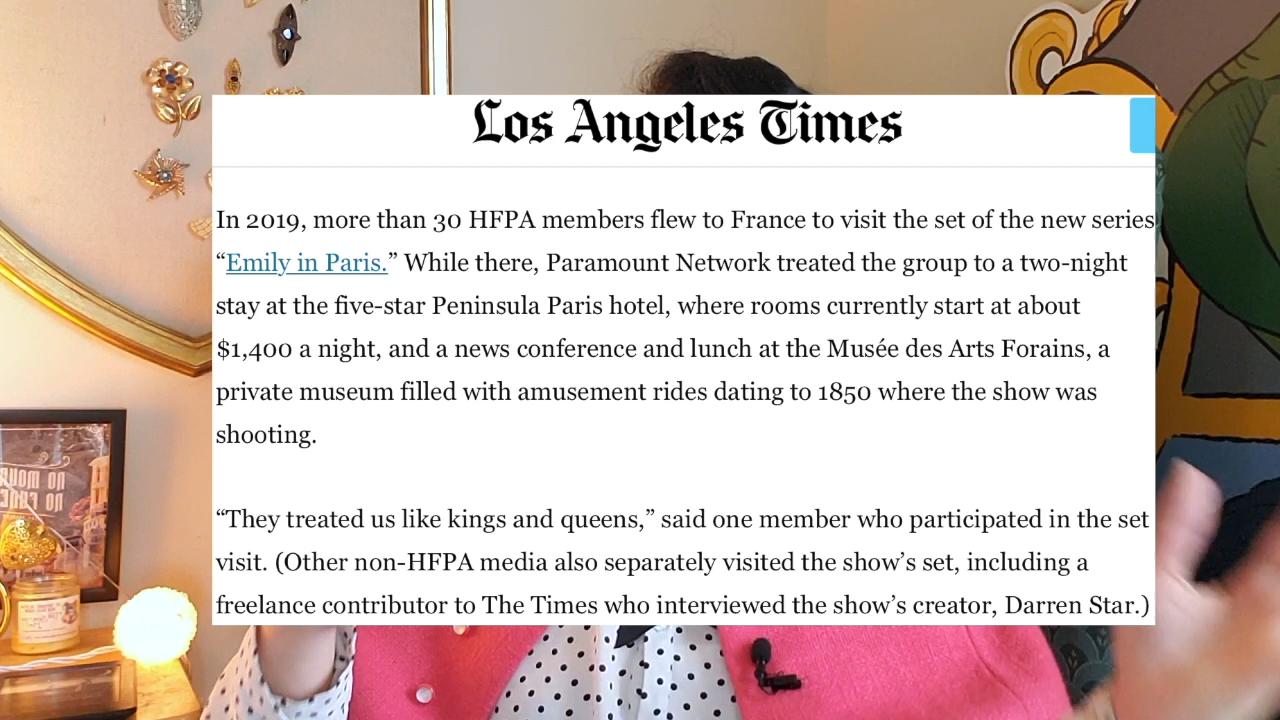 Los Angeles Times
In 2019, more than 30 HFPA members flew to France to visit the set of the new series
“Emily in Paris.” While there, Paramount Network treated the group to a two-night
stay at the five-star Peninsula Paris hotel, where rooms currently start at about
$1,400 a night, and a news conference and lunch at the Musée des Arts Forains, a
private museum filled with amusement rides dating to 1850 where the show was
shooting.
“They treated us like kings and queens,” said one member who participated in the set
visit. (Other non-HFPA media also separately visited the show’s set, including a
freelance contributor to The Times who interviewed the show’s creator, Darren Star.)
NO MOURN
NO FUNE